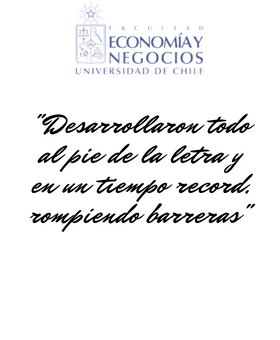 FACULTAD
ECONOMÍA Y
NEGOCIOS
UNIVERSIDAD DE CHILE
"Desarrollaron todo
al pie de la letra y
en un tiempo record,
rompiendo barreras"